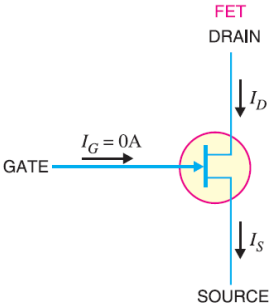 FET
DRAIN
I_D
I_G = 0A
GATE
I_S
SOURCE